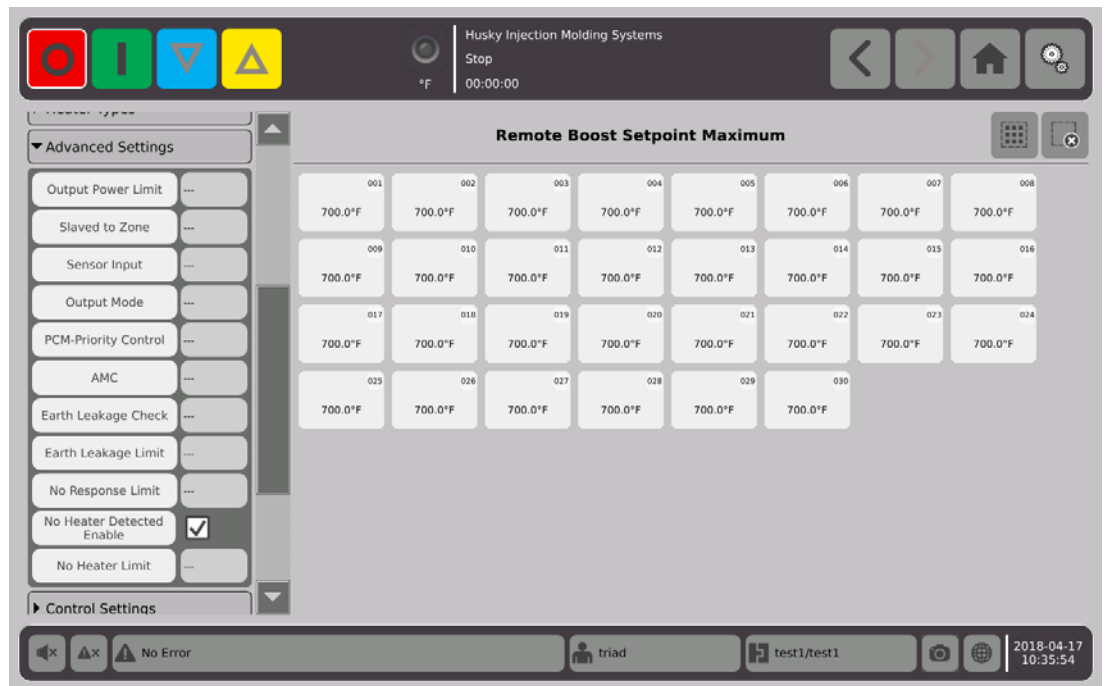 Husky Injection Molding Systems
Stop
°F
00:00:00
Heater Types
Advanced Settings
Output Power Limit ---
Slaved to Zone ---
Sensor Input ---
Output Mode ---
PCM-Priority Control ---
AMC ---
Earth Leakage Check ---
Earth Leakage Limit ---
No Response Limit ---
No Heater Detected
Enable
No Heater Limit ---
Control Settings
Remote Boost Setpoint Maximum
001 002 003 004 005 006 007 008
700.0°F 700.0°F 700.0°F 700.0°F 700.0°F 700.0°F 700.0°F 700.0°F
009 010 011 012 013 014 015 016
700.0°F 700.0°F 700.0°F 700.0°F 700.0°F 700.0°F 700.0°F 700.0°F
017 018 019 020 021 022 023 024
700.0°F 700.0°F 700.0°F 700.0°F 700.0°F 700.0°F 700.0°F 700.0°F
025 026 027 028 029 030
700.0°F 700.0°F 700.0°F 700.0°F 700.0°F 700.0°F
No Error
triad
test1/test1
2018-04-17
10:35:54